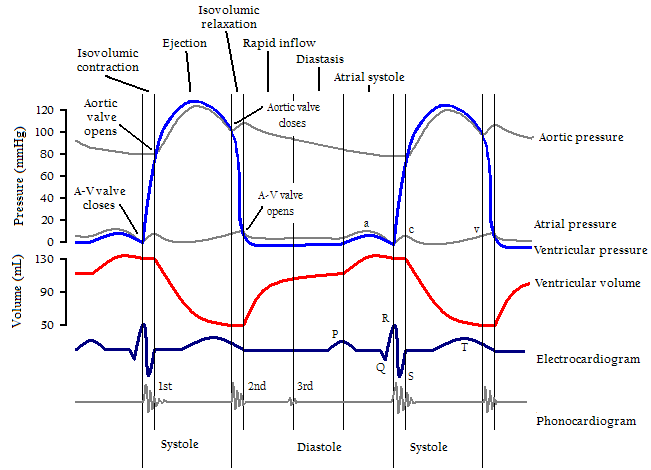 Isovolumic
relaxation
Ejection
Rapid inflow
Isovolumic
contraction
Diastasis
Atrial systole
120
100
80
60
40
20
0
Pressure (mmHg)
Aortic
valve
opens
Aortic valve
closes
Aortic pressure
A-V valve
closes
A-V valve
opens
a
c
v
Atrial pressure
Ventricular pressure
130
90
50
Volume (mL)
Ventricular volume
R
P
Q
S
T
Electrocardiogram
1st
2nd
3rd
Phonocardiogram
Systole
Diastole
Systole